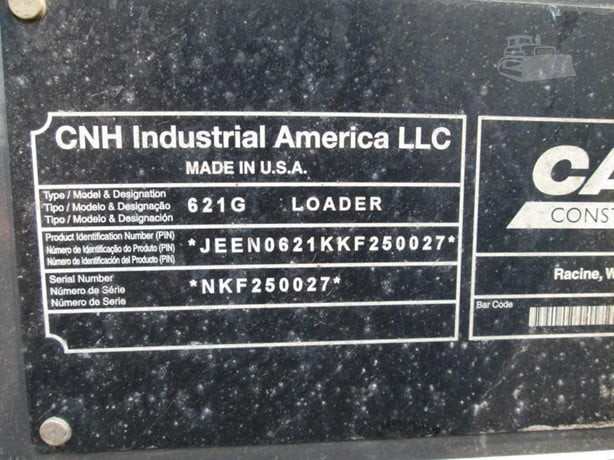 CNH Industrial America LLC
MADE IN U.S.A.
Type / Model & Designation
Tipo / Modelo & Designação
Tipo / Modelo & Designación
621G LOADER
Product Identification Number (PIN)
Número de Identificação do Produto (PIN)
Número de Identificación del Producto (PIN)
*JEEN0621KKF250027*
Serial Number
Número de Série
Número de Serie
*NKF250027*
CA
CONST
Racine, W
Bar Code